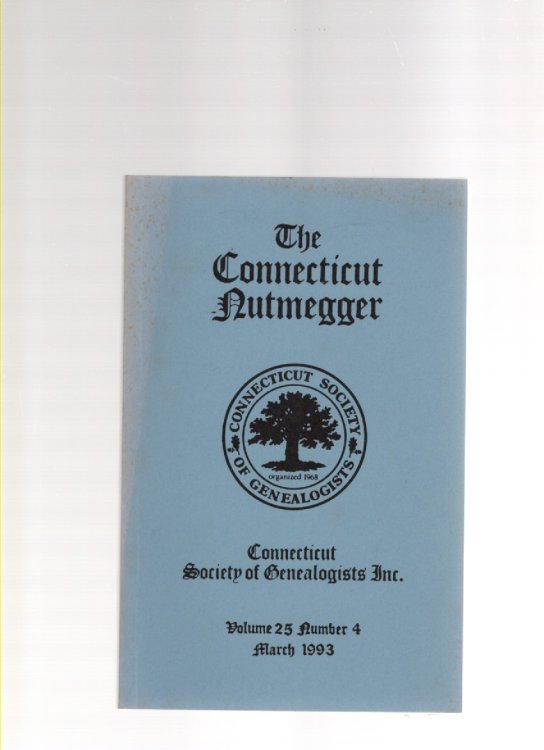 The
Connecticut
Nutmegger
CONNECTICUT SOCIETY
OF GENEALOGISTS
organized 1968
Connecticut
Society of Genealogists Inc.
Volume 25 Number 4
March 1993